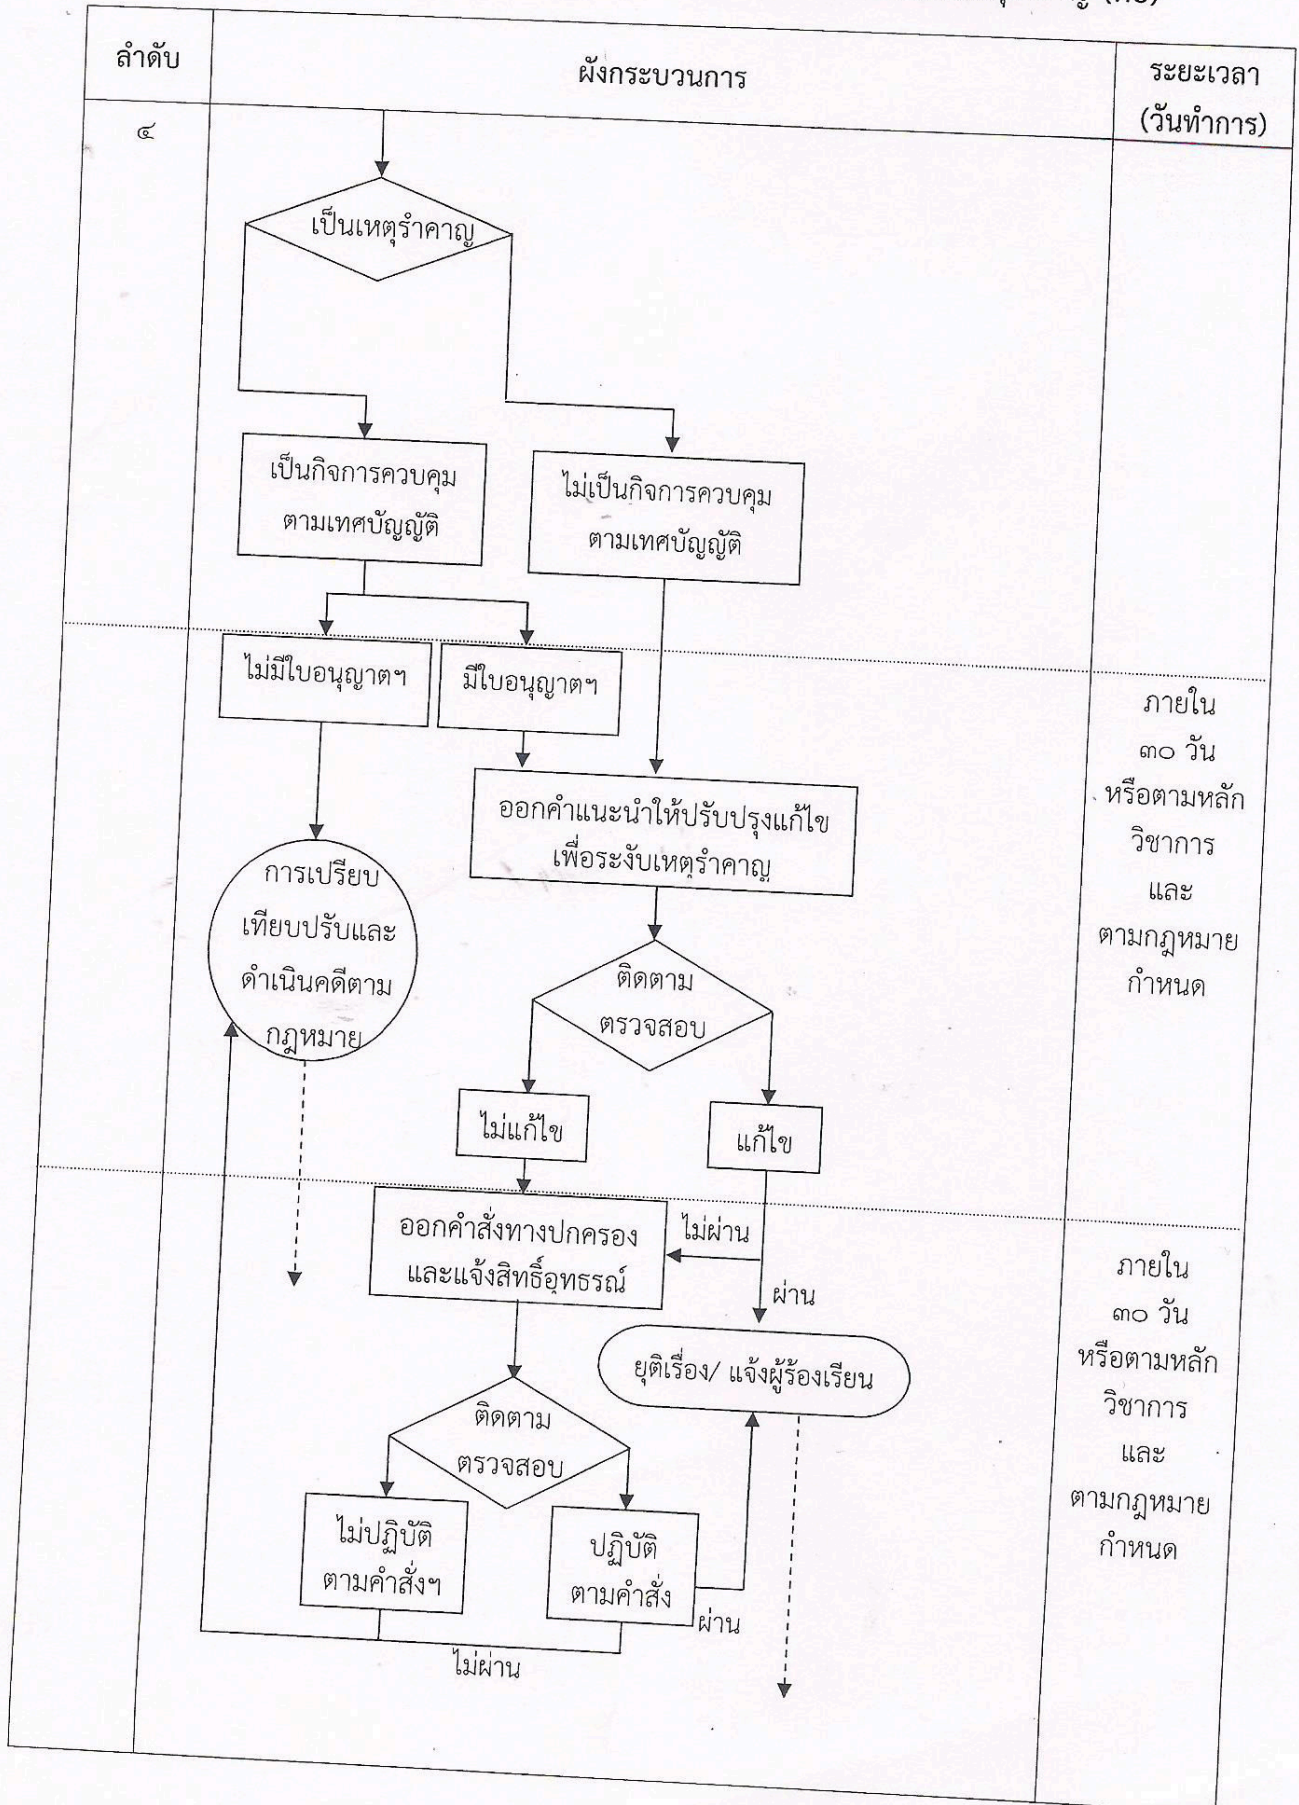 ลำดับ
ผังกระบวนการ
ระยะเวลา
(วันทำการ)
๔
เป็นเหตุรำคาญ
เป็นกิจการควบคุม
ตามเทศบัญญัติ
ไม่เป็นกิจการควบคุม
ตามเทศบัญญัติ
ไม่มีใบอนุญาตฯ
มีใบอนุญาตฯ
ภายใน
๓๐ วัน
หรือตามหลัก
วิชาการ
และ
ตามกฎหมาย
กำหนด
ออกคำแนะนำให้ปรับปรุงแก้ไข
เพื่อระงับเหตุรำคาญ
การเปรียบ
เทียบปรับและ
ดำเนินคดีตาม
กฎหมาย
ติดตาม
ตรวจสอบ
ไม่แก้ไข
แก้ไข
ออกคำสั่งทางปกครอง
และแจ้งสิทธิ์อุทธรณ์
ไม่ผ่าน
ผ่าน
ยุติเรื่อง/ แจ้งผู้ร้องเรียน
ภายใน
๓๐ วัน
หรือตามหลัก
วิชาการ
และ
ตามกฎหมาย
กำหนด
ติดตาม
ตรวจสอบ
ไม่ปฏิบัติ
ตามคำสั่งฯ
ปฏิบัติ
ตามคำสั่ง
ผ่าน
ไม่ผ่าน